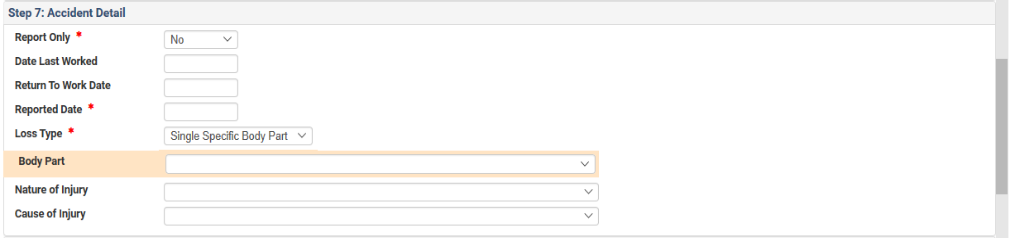 Step 7: Accident Detail
Report Only * No
Date Last Worked
Return To Work Date
Reported Date *
Loss Type * Single Specific Body Part
Body Part
Nature of Injury
Cause of Injury